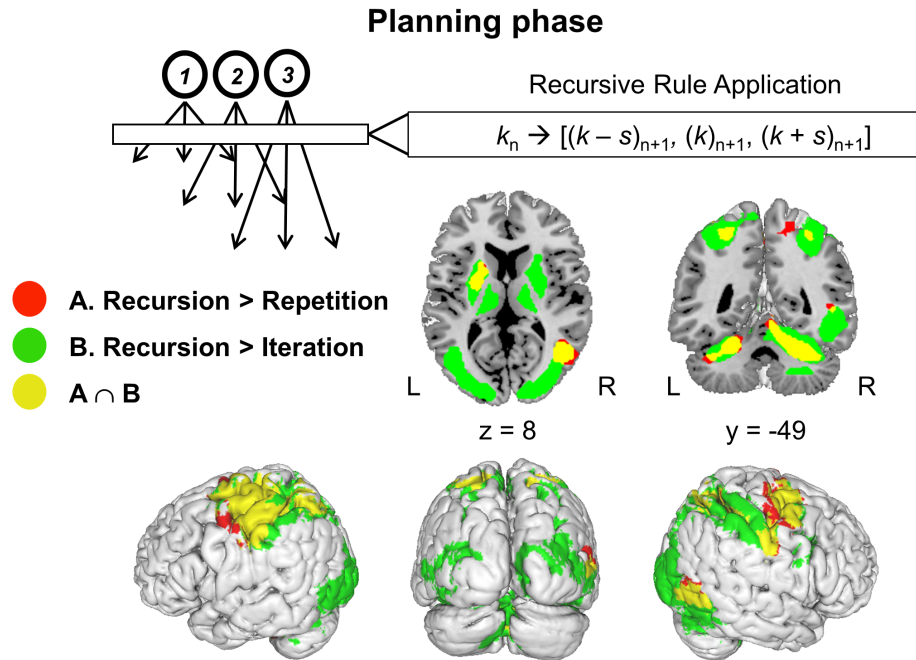 Planning phase
1 2 3
Recursive Rule Application
kn → [(k – s)n+1, (k)n+1, (k + s)n+1]
A. Recursion > Repetition
B. Recursion > Iteration
A ∩ B
L R L R
z = 8 y = -49